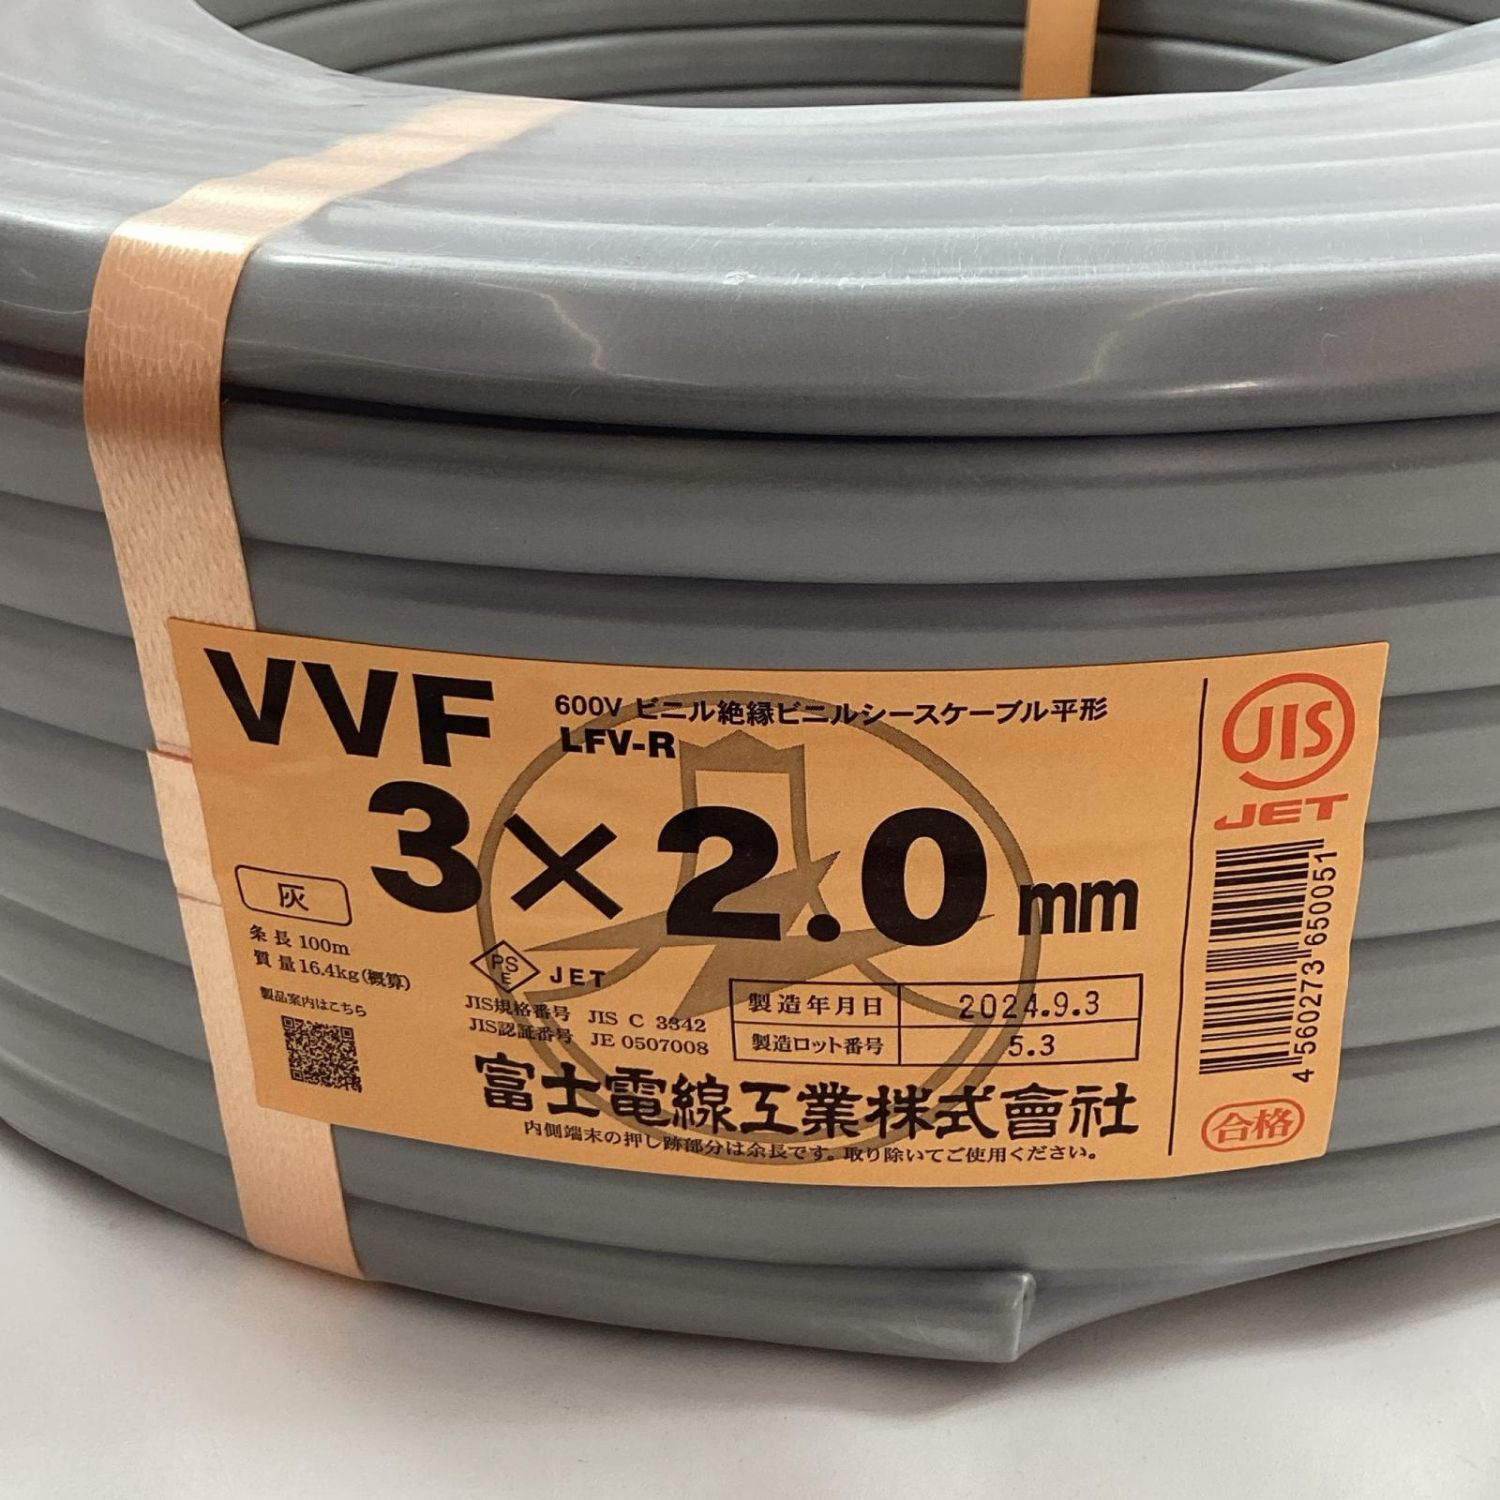 VVF
600V ビニル絶縁ビニルシースケーブル平形
LFV-R
3×2.0mm
灰
条長 100m
質量 16.4kg(概算)
製品案内はこちら
PS
E
JET
JIS規格番号 JIS C 3342
JIS認証番号 JE 0507008
製造年月日 2024.9.3
製造ロット番号 5.3
富士電線工業株式會社
内側端末の押し跡部分は余長です。取り除いてご使用ください。
JIS
JET
4560273650051
合格